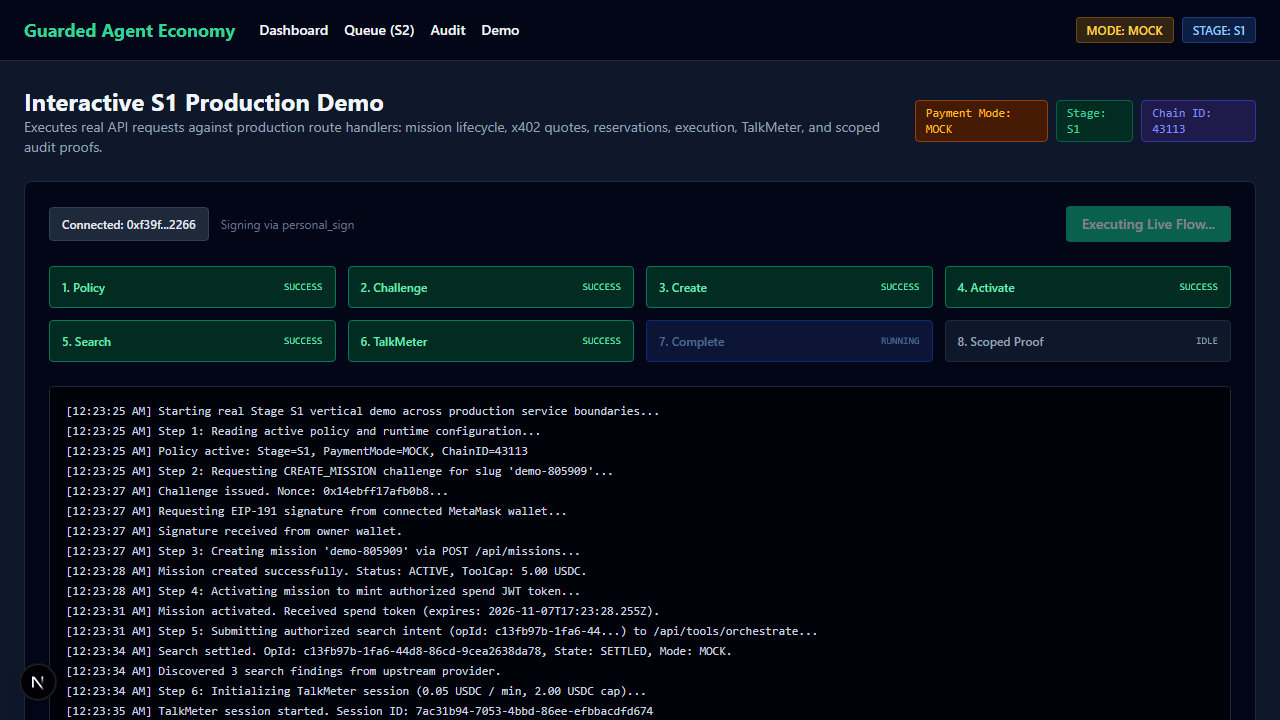 Guarded Agent Economy Dashboard Queue (S2) Audit Demo MODE: MOCK STAGE: S1
Interactive S1 Production Demo
Executes real API requests against production route handlers: mission lifecycle, x402 quotes, reservations, execution, TalkMeter, and scoped
audit proofs.
Payment Mode:
MOCK
Stage:
S1
Chain ID:
43113
Connected: 0xf39f...2266 Signing via personal_sign Executing Live Flow...
1. Policy SUCCESS 2. Challenge SUCCESS 3. Create SUCCESS 4. Activate SUCCESS
5. Search SUCCESS 6. TalkMeter SUCCESS 7. Complete RUNNING 8. Scoped Proof IDLE
[12:23:25 AM] Starting real Stage S1 vertical demo across production service boundaries...
[12:23:25 AM] Step 1: Reading active policy and runtime configuration...
[12:23:25 AM] Policy active: Stage=S1, PaymentMode=MOCK, ChainID=43113
[12:23:25 AM] Step 2: Requesting CREATE_MISSION challenge for slug 'demo-805909'...
[12:23:27 AM] Challenge issued. Nonce: 0x14ebff17afb0b8...
[12:23:27 AM] Requesting EIP-191 signature from connected MetaMask wallet...
[12:23:27 AM] Signature received from owner wallet.
[12:23:27 AM] Step 3: Creating mission 'demo-805909' via POST /api/missions...
[12:23:28 AM] Mission created successfully. Status: ACTIVE, ToolCap: 5.00 USDC.
[12:23:28 AM] Step 4: Activating mission to mint authorized spend JWT token...
[12:23:31 AM] Mission activated. Received spend token (expires: 2026-11-07T17:23:28.255Z).
[12:23:31 AM] Step 5: Submitting authorized search intent (opId: c13fb97b-1fa6-44...) to /api/tools/orchestrate...
[12:23:34 AM] Search settled. OpId: c13fb97b-1fa6-44d8-86cd-9cea2638da78, State: SETTLED, Mode: MOCK.
[12:23:34 AM] Discovered 3 search findings from upstream provider.
[12:23:34 AM] Step 6: Initializing TalkMeter session (0.05 USDC / min, 2.00 USDC cap)...
[12:23:35 AM] TalkMeter session started. Session ID: 7ac31b94-7053-4bbd-86ee-efbbacdfd674
N